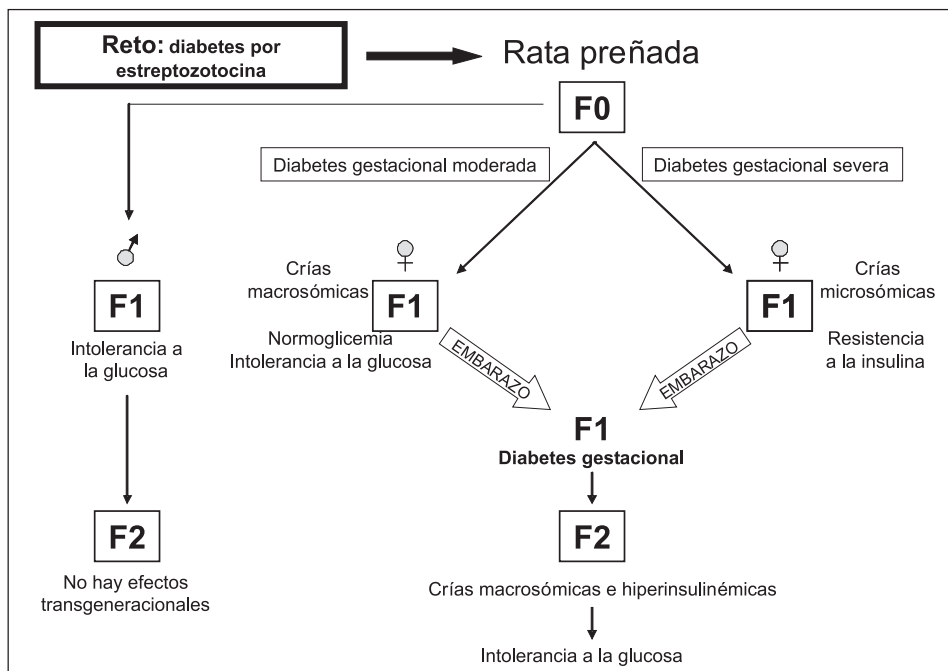 Reto: diabetes por
estreptozotocina
Rata preñada
F0
Diabetes gestacional moderada
Diabetes gestacional severa
Crías
macrosómicas
F1
Normoglicemia
Intolerancia a la glucosa
Crías
microsómicas
F1
Resistencia
a la insulina
F1
Intolerancia a
la glucosa
EMBARAZO
EMBARAZO
F1
Diabetes gestacional
F2
No hay efectos
transgeneracionales
F2
Crías macrosómicas e hiperinsulinémicas
Intolerancia a la glucosa